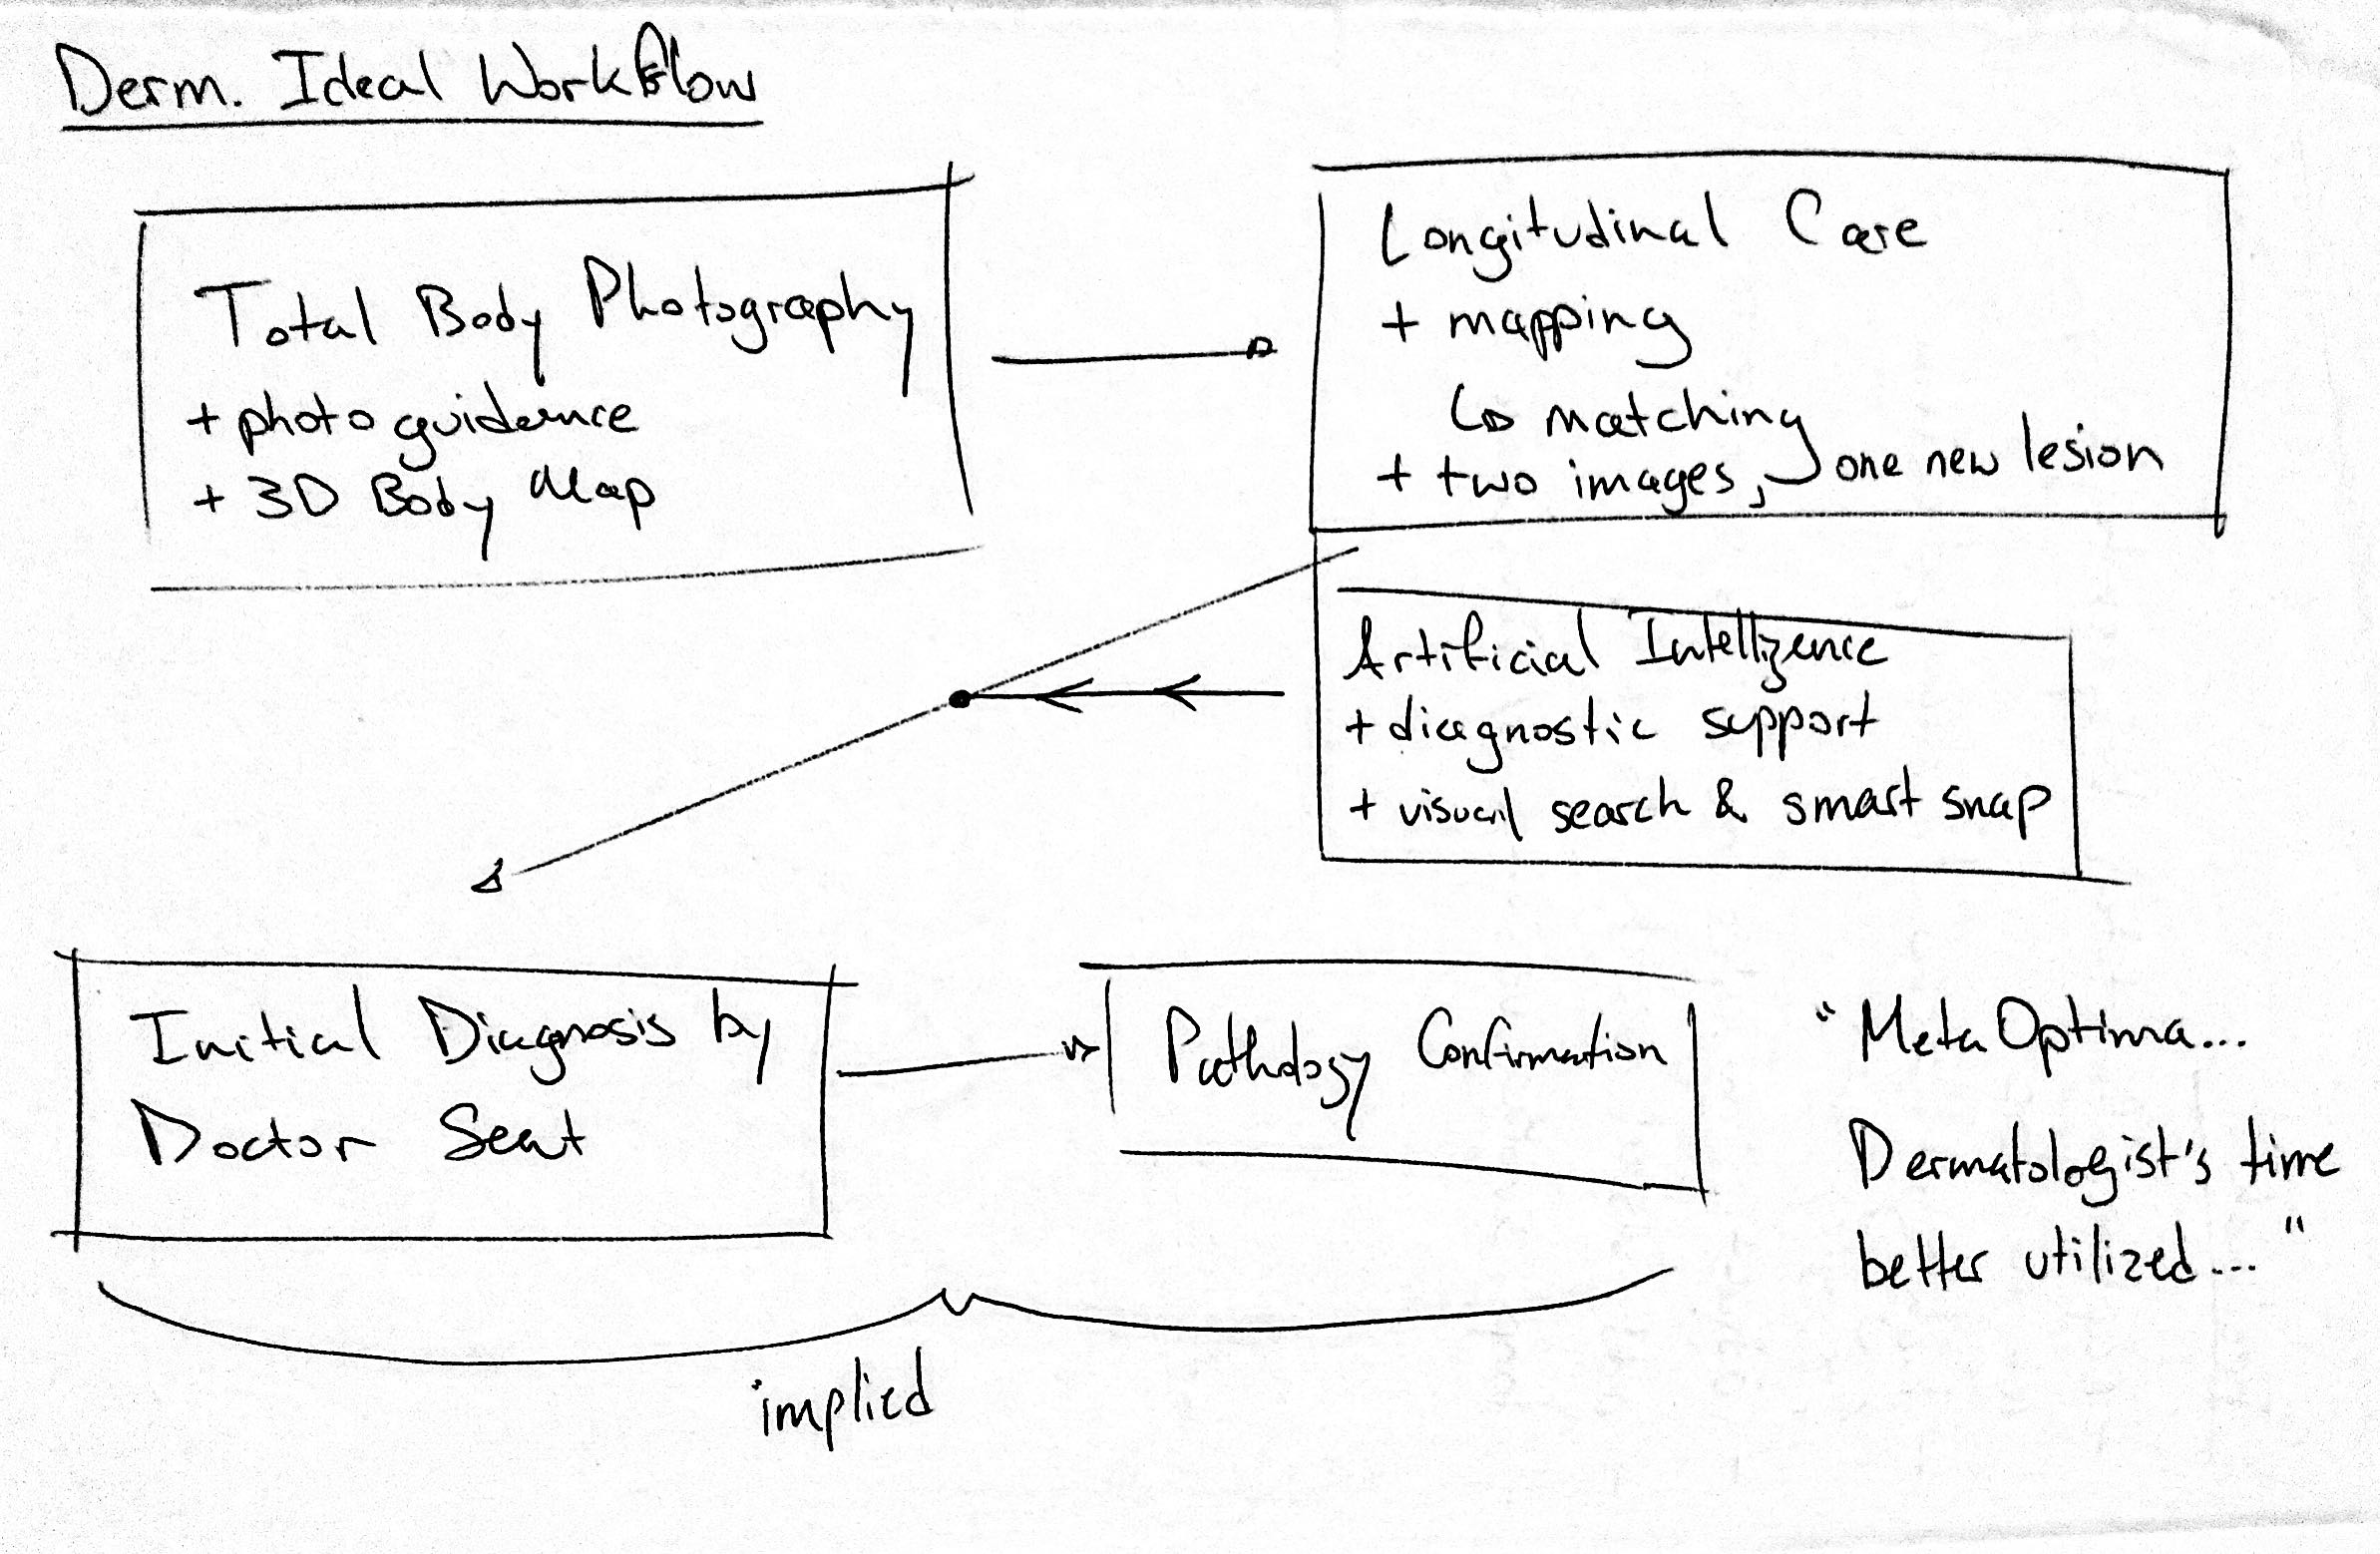 Derm. Ideal Workflow
Total Body Photography
+ photo guidance
+ 3D Body Map
Longitudinal Care
+ mapping
↳ matching
+ two images, one new lesion
Artificial Intelligence
+ diagnostic support
+ visual search & smart snap
Initial Diagnosis by
Doctor Seat
Pathology Confirmation
"MetaOptima...
Dermatologist's time
better utilized..."
implied